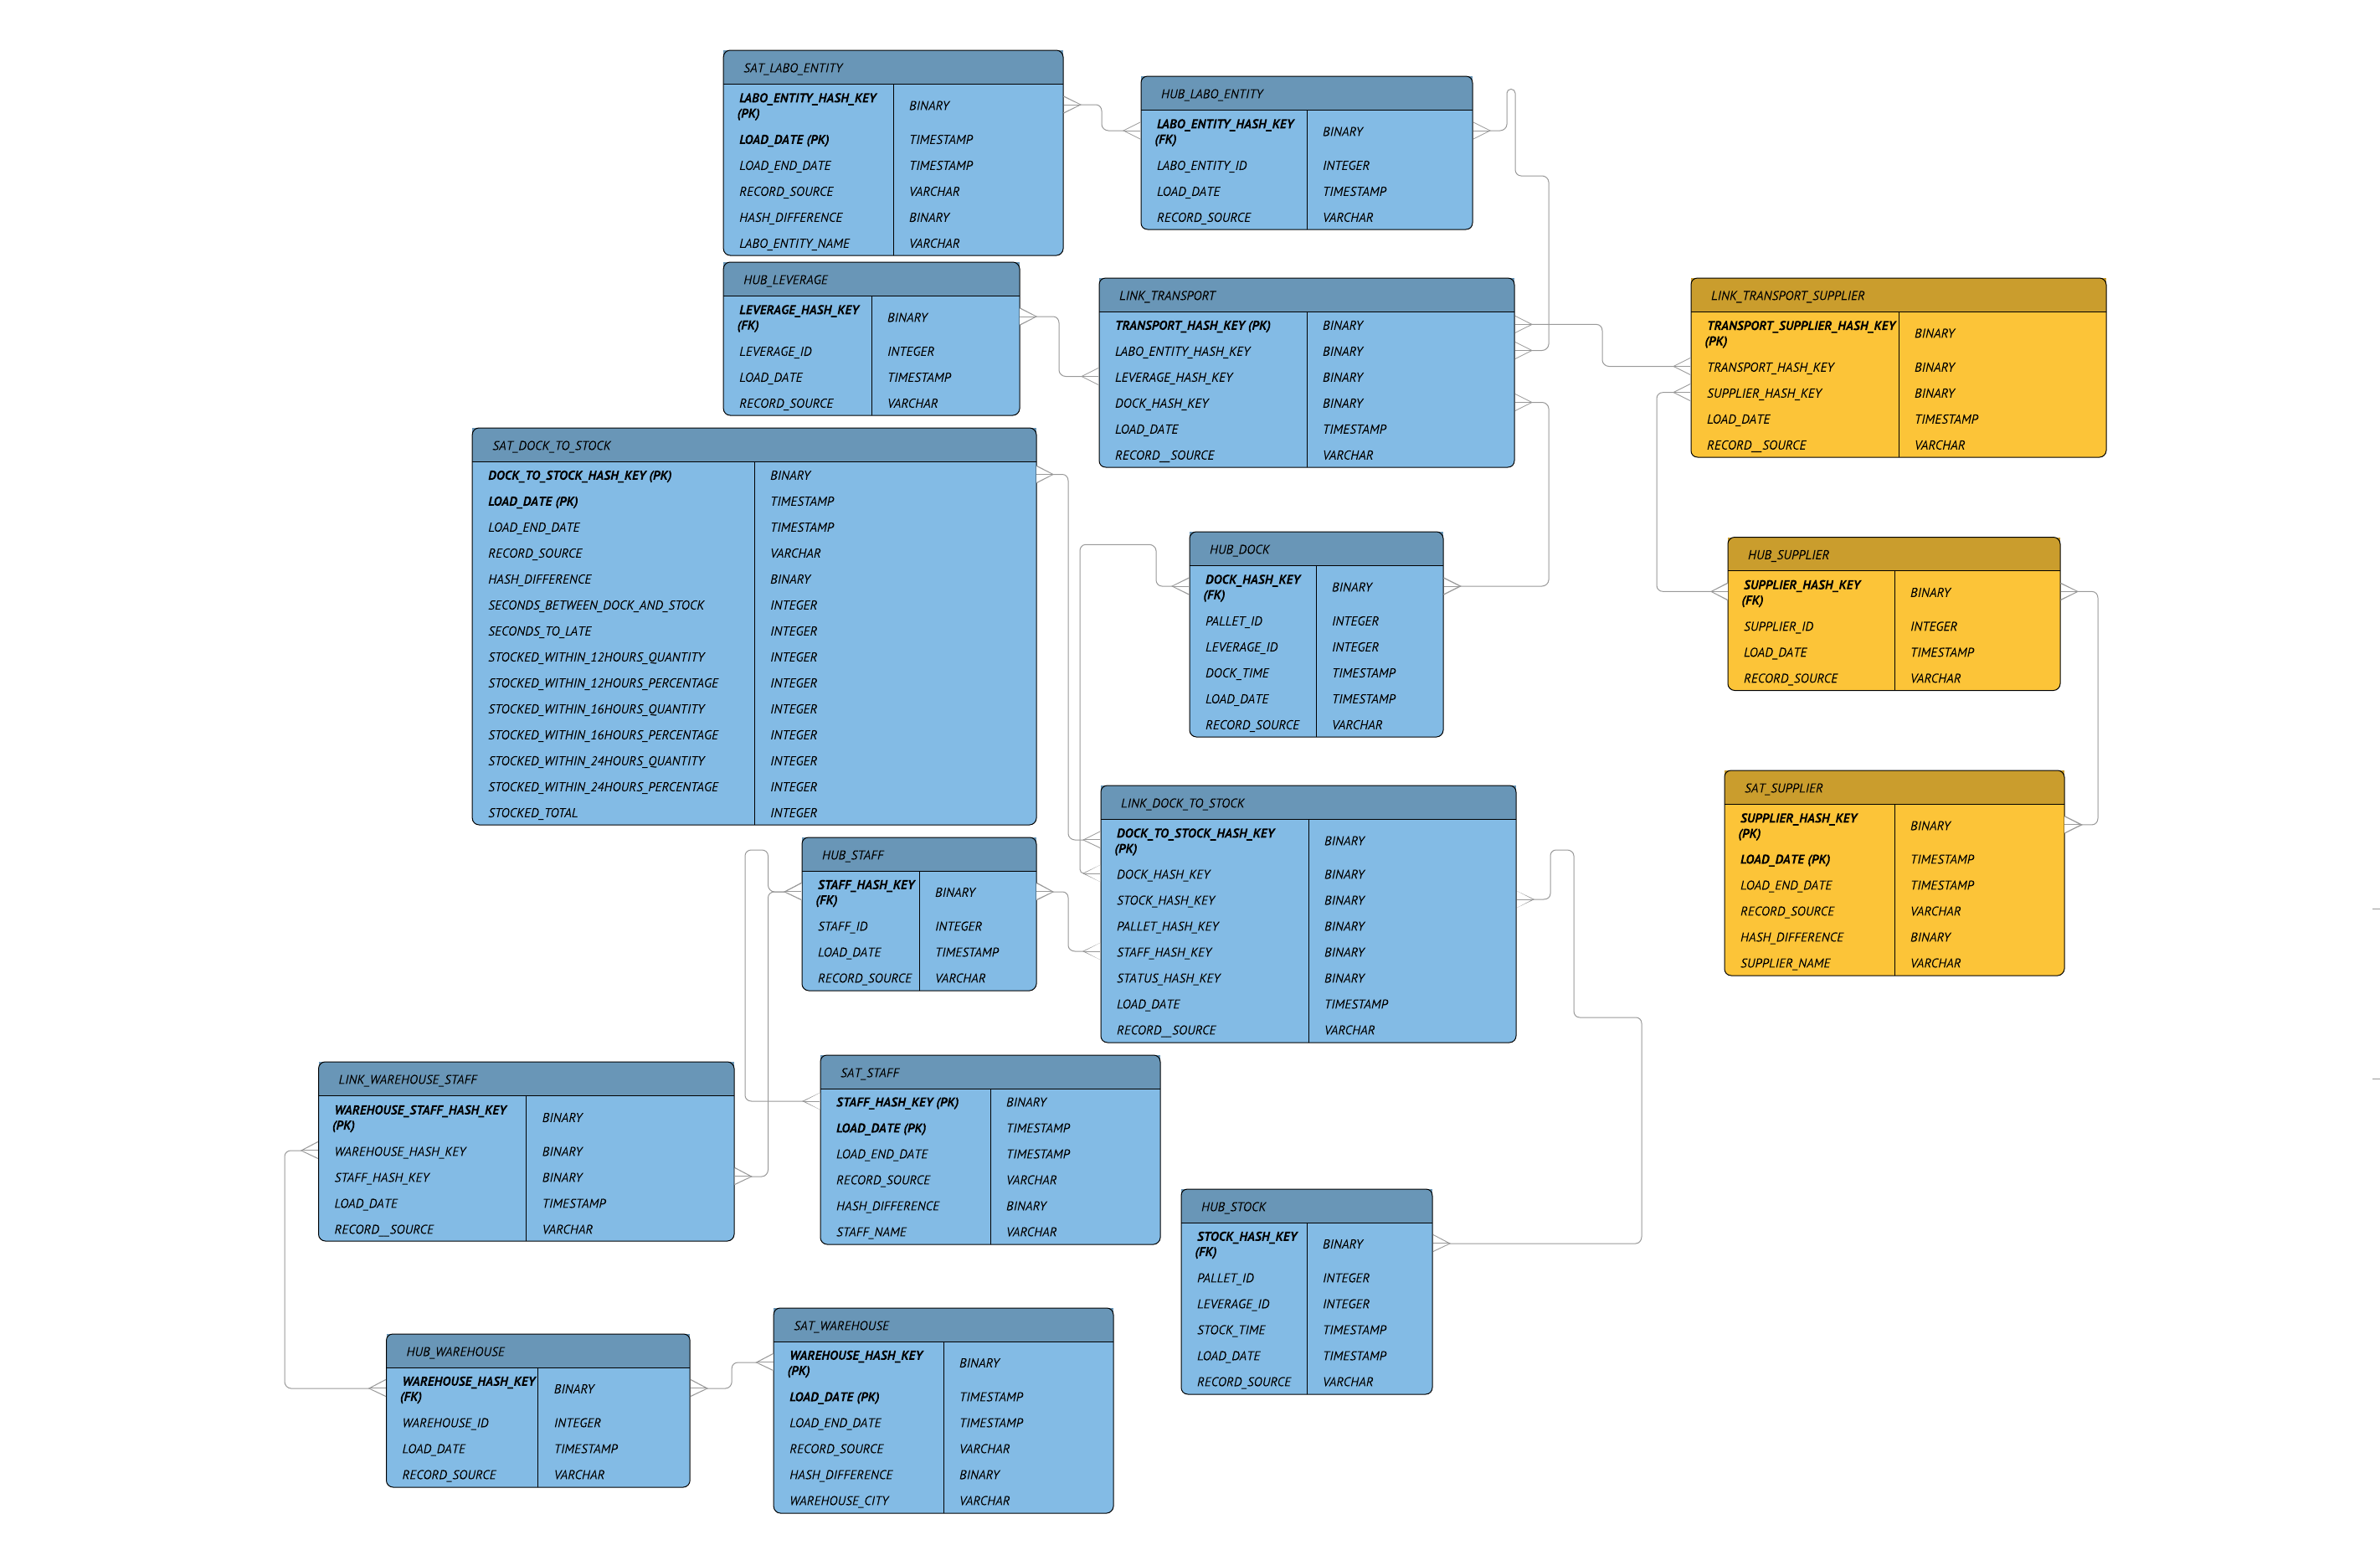 SAT_LABO_ENTITY
LABO_ENTITY_HASH_KEY
(PK)
BINARY
LOAD_DATE (PK) TIMESTAMP
LOAD_END_DATE TIMESTAMP
RECORD_SOURCE VARCHAR
HASH_DIFFERENCE BINARY
LABO_ENTITY_NAME VARCHAR
HUB_LABO_ENTITY
LABO_ENTITY_HASH_KEY
(FK)
BINARY
LABO_ENTITY_ID INTEGER
LOAD_DATE TIMESTAMP
RECORD_SOURCE VARCHAR
HUB_LEVERAGE
LEVERAGE_HASH_KEY
(FK)
BINARY
LEVERAGE_ID INTEGER
LOAD_DATE TIMESTAMP
RECORD_SOURCE VARCHAR
LINK_TRANSPORT
TRANSPORT_HASH_KEY (PK) BINARY
LABO_ENTITY_HASH_KEY BINARY
LEVERAGE_HASH_KEY BINARY
DOCK_HASH_KEY BINARY
LOAD_DATE TIMESTAMP
RECORD__SOURCE VARCHAR
LINK_TRANSPORT_SUPPLIER
TRANSPORT_SUPPLIER_HASH_KEY
(PK)
BINARY
TRANSPORT_HASH_KEY BINARY
SUPPLIER_HASH_KEY BINARY
LOAD_DATE TIMESTAMP
RECORD__SOURCE VARCHAR
SAT_DOCK_TO_STOCK
DOCK_TO_STOCK_HASH_KEY (PK) BINARY
LOAD_DATE (PK) TIMESTAMP
LOAD_END_DATE TIMESTAMP
RECORD_SOURCE VARCHAR
HASH_DIFFERENCE BINARY
SECONDS_BETWEEN_DOCK_AND_STOCK INTEGER
SECONDS_TO_LATE INTEGER
STOCKED_WITHIN_12HOURS_QUANTITY INTEGER
STOCKED_WITHIN_12HOURS_PERCENTAGE INTEGER
STOCKED_WITHIN_16HOURS_QUANTITY INTEGER
STOCKED_WITHIN_16HOURS_PERCENTAGE INTEGER
STOCKED_WITHIN_24HOURS_QUANTITY INTEGER
STOCKED_WITHIN_24HOURS_PERCENTAGE INTEGER
STOCKED_TOTAL INTEGER
HUB_DOCK
DOCK_HASH_KEY
(FK)
BINARY
PALLET_ID INTEGER
LEVERAGE_ID INTEGER
DOCK_TIME TIMESTAMP
LOAD_DATE TIMESTAMP
RECORD_SOURCE VARCHAR
HUB_SUPPLIER
SUPPLIER_HASH_KEY
(FK)
BINARY
SUPPLIER_ID INTEGER
LOAD_DATE TIMESTAMP
RECORD_SOURCE VARCHAR
SAT_SUPPLIER
SUPPLIER_HASH_KEY
(PK)
BINARY
LOAD_DATE (PK) TIMESTAMP
LOAD_END_DATE TIMESTAMP
RECORD_SOURCE VARCHAR
HASH_DIFFERENCE BINARY
SUPPLIER_NAME VARCHAR
LINK_DOCK_TO_STOCK
DOCK_TO_STOCK_HASH_KEY
(PK)
BINARY
DOCK_HASH_KEY BINARY
STOCK_HASH_KEY BINARY
PALLET_HASH_KEY BINARY
STAFF_HASH_KEY BINARY
STATUS_HASH_KEY BINARY
LOAD_DATE TIMESTAMP
RECORD__SOURCE VARCHAR
HUB_STAFF
STAFF_HASH_KEY
(FK)
BINARY
STAFF_ID INTEGER
LOAD_DATE TIMESTAMP
RECORD_SOURCE VARCHAR
LINK_WAREHOUSE_STAFF
WAREHOUSE_STAFF_HASH_KEY
(PK)
BINARY
WAREHOUSE_HASH_KEY BINARY
STAFF_HASH_KEY BINARY
LOAD_DATE TIMESTAMP
RECORD__SOURCE VARCHAR
SAT_STAFF
STAFF_HASH_KEY (PK) BINARY
LOAD_DATE (PK) TIMESTAMP
LOAD_END_DATE TIMESTAMP
RECORD_SOURCE VARCHAR
HASH_DIFFERENCE BINARY
STAFF_NAME VARCHAR
HUB_STOCK
STOCK_HASH_KEY
(FK)
BINARY
PALLET_ID INTEGER
LEVERAGE_ID INTEGER
STOCK_TIME TIMESTAMP
LOAD_DATE TIMESTAMP
RECORD_SOURCE VARCHAR
HUB_WAREHOUSE
WAREHOUSE_HASH_KEY
(FK)
BINARY
WAREHOUSE_ID INTEGER
LOAD_DATE TIMESTAMP
RECORD_SOURCE VARCHAR
SAT_WAREHOUSE
WAREHOUSE_HASH_KEY
(PK)
BINARY
LOAD_DATE (PK) TIMESTAMP
LOAD_END_DATE TIMESTAMP
RECORD_SOURCE VARCHAR
HASH_DIFFERENCE BINARY
WAREHOUSE_CITY VARCHAR